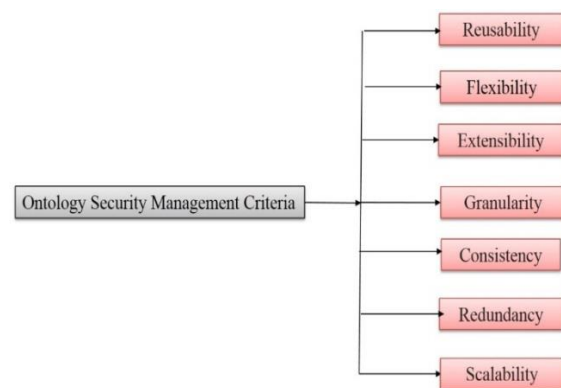 Reusability
Flexibility
Extensibility
Ontology Security Management Criteria
Granularity
Consistency
Redundancy
Scalability